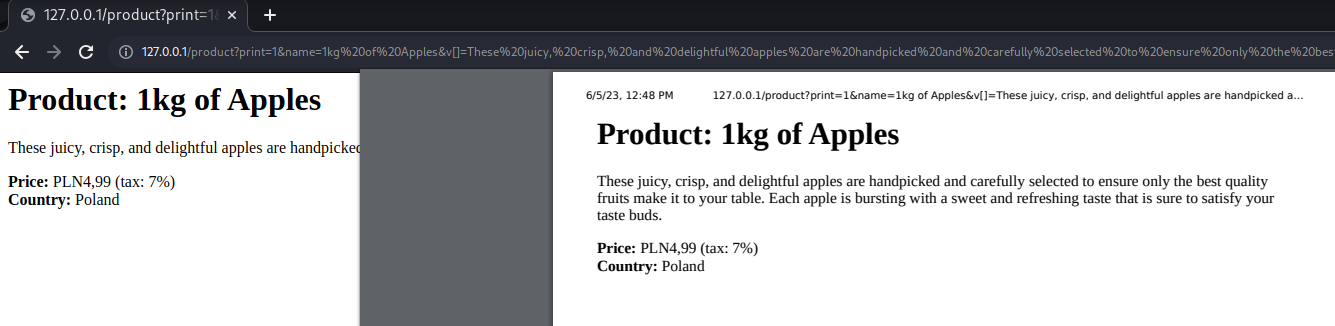 127.0.0.1/product?print=1
127.0.0.1/product?print=1&name=1kg%20of%20Apples&v[]=These%20juicy,%20crisp,%20and%20delightful%20apples%20are%20handpicked%20and%20carefully%20selected%20to%20ensure%20only%20the%20bes
Product: 1kg of Apples
These juicy, crisp, and delightful apples are handpicked
Price: PLN4,99 (tax: 7%)
Country: Poland
6/5/23, 12:48 PM
127.0.0.1/product?print=1&name=1kg of Apples&v[]=These juicy, crisp, and delightful apples are handpicked a...
Product: 1kg of Apples
These juicy, crisp, and delightful apples are handpicked and carefully selected to ensure only the best quality
fruits make it to your table. Each apple is bursting with a sweet and refreshing taste that is sure to satisfy your
taste buds.
Price: PLN4,99 (tax: 7%)
Country: Poland